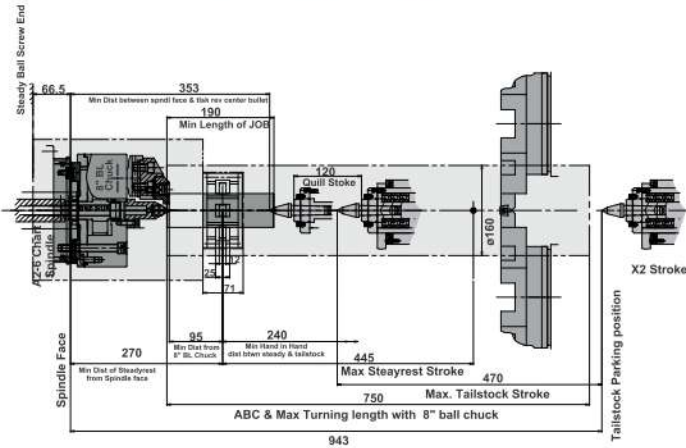 Steady Ball Screw End
66.5
353
Min Dist between spndl face & tlsk rev center bullet
190
Min Length of JOB
8" BL
Chuck
120
Quill Stoke
ø160
A2-6 Chart
Spindle
X2 Stroke
12
25
71
95
Min Dist from
8" BL Chuck
240
Min Hand in Hand
dist btwn steady & tailstock
270
Min Dist of Steadyrest
from Spindle face
445
Max Steayrest Stroke
470
Max. Tailstock Stroke
750
ABC & Max Turning length with 8" ball chuck
943
Spindle Face
Tailstock Parking position